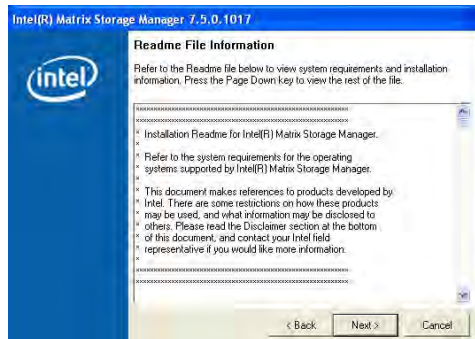 Intel(R) Matrix Storage Manager 7.5.0.1017
intel
Readme File Information
Refer to the Readme file below to view system requirements and installation
information. Press the Page Down key to view the rest of the file.
* Installation Readme for Intel(R) Matrix Storage Manager.
*
* Refer to the system requirements for the operating
* systems supported by Intel(R) Matrix Storage Manager.
*
* This document makes references to products developed by
* Intel. There are some restrictions on how these products
* may be used, and what information may be disclosed to
* others. Please read the Disclaimer section at the bottom
* of this document, and contact your Intel field
* representative if you would like more information.
*
< Back Next > Cancel